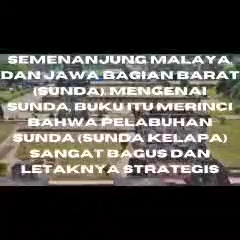 SEMENANJUNG MALAYA,
DAN JAWA BAGIAN BARAT
(SUNDA). MENGENAI
SUNDA, BUKU ITU MERINCI
BAHWA PELABUHAN
SUNDA (SUNDA KELAPA)
SANGAT BAGUS DAN
LETAKNYA STRATEGIS